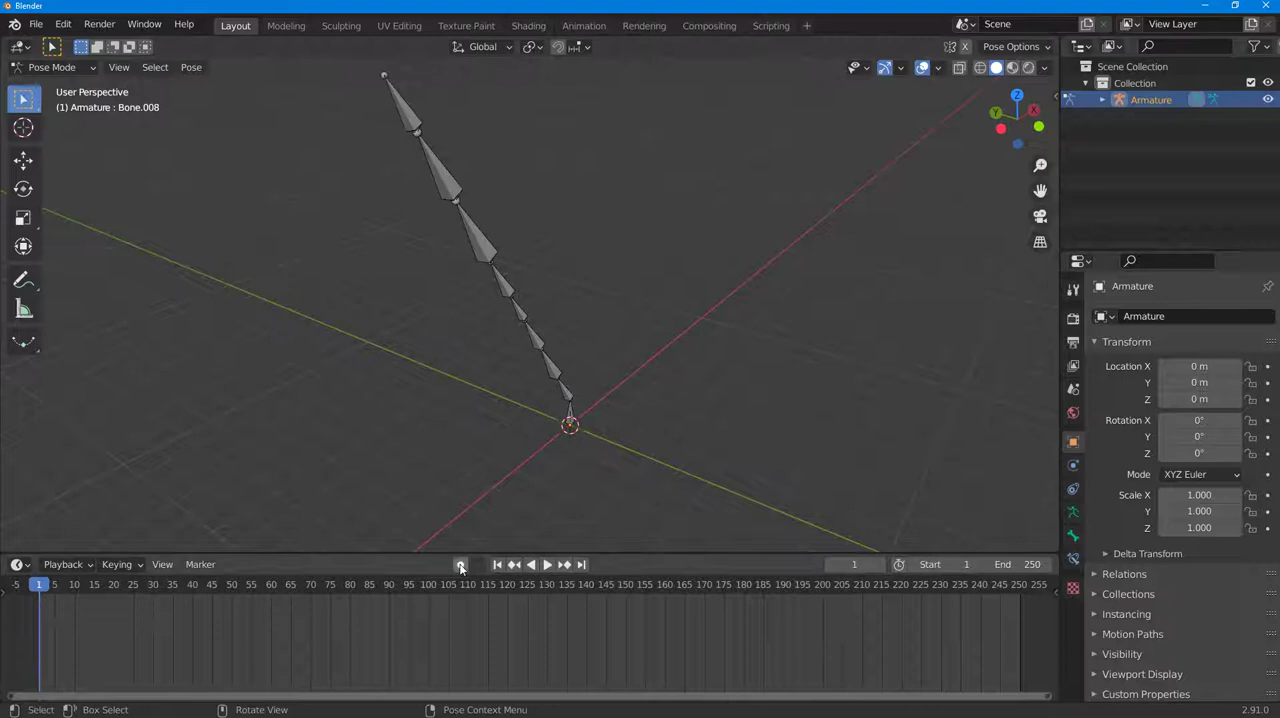 Blender
File Edit Render Window Help Layout Modeling Sculpting UV Editing Texture Paint Shading Animation Rendering Compositing Scripting + Scene View Layer
Global X Pose Options
Pose Mode View Select Pose
User Perspective
(1) Armature : Bone.008
Z
X
Y
Scene Collection
Collection
Armature
Armature
Armature
Transform
Location X 0 m
Y 0 m
Z 0 m
Rotation X 0°
Y 0°
Z 0°
Mode XYZ Euler
Scale X 1.000
Y 1.000
Z 1.000
Delta Transform
Relations
Collections
Instancing
Motion Paths
Visibility
Viewport Display
Custom Properties
Playback Keying View Marker 1 Start 1 End 250
-5 1 5 10 15 20 25 30 35 40 45 50 55 60 65 70 75 80 85 90 95 100 105 110 115 120 125 130 135 140 145 150 155 160 165 170 175 180 185 190 195 200 205 210 215 220 225 230 235 240 245 250 255
Select Box Select Rotate View Pose Context Menu 2.91.0